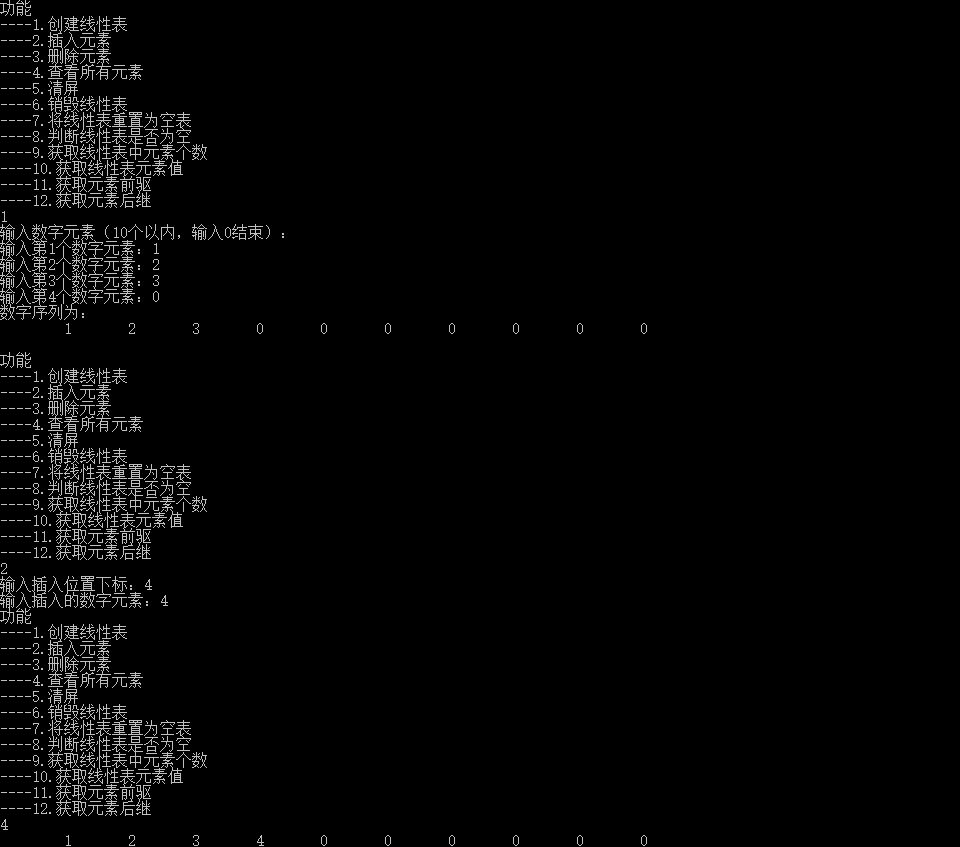 功能
----1.创建线性表
----2.插入元素
----3.删除元素
----4.查看所有元素
----5.清屏
----6.销毁线性表
----7.将线性表重置为空表
----8.判断线性表是否为空
----9.获取线性表中元素个数
----10.获取线性表元素值
----11.获取元素前驱
----12.获取元素后继
1
输入数字元素（10个以内，输入0结束）：
输入第1个数字元素：1
输入第2个数字元素：2
输入第3个数字元素：3
输入第4个数字元素：0
数字序列为：
1 2 3 0 0 0 0 0 0 0
功能
----1.创建线性表
----2.插入元素
----3.删除元素
----4.查看所有元素
----5.清屏
----6.销毁线性表
----7.将线性表重置为空表
----8.判断线性表是否为空
----9.获取线性表中元素个数
----10.获取线性表元素值
----11.获取元素前驱
----12.获取元素后继
2
输入插入位置下标：4
输入插入的数字元素：4
功能
----1.创建线性表
----2.插入元素
----3.删除元素
----4.查看所有元素
----5.清屏
----6.销毁线性表
----7.将线性表重置为空表
----8.判断线性表是否为空
----9.获取线性表中元素个数
----10.获取线性表元素值
----11.获取元素前驱
----12.获取元素后继
4
1 2 3 4 0 0 0 0 0 0